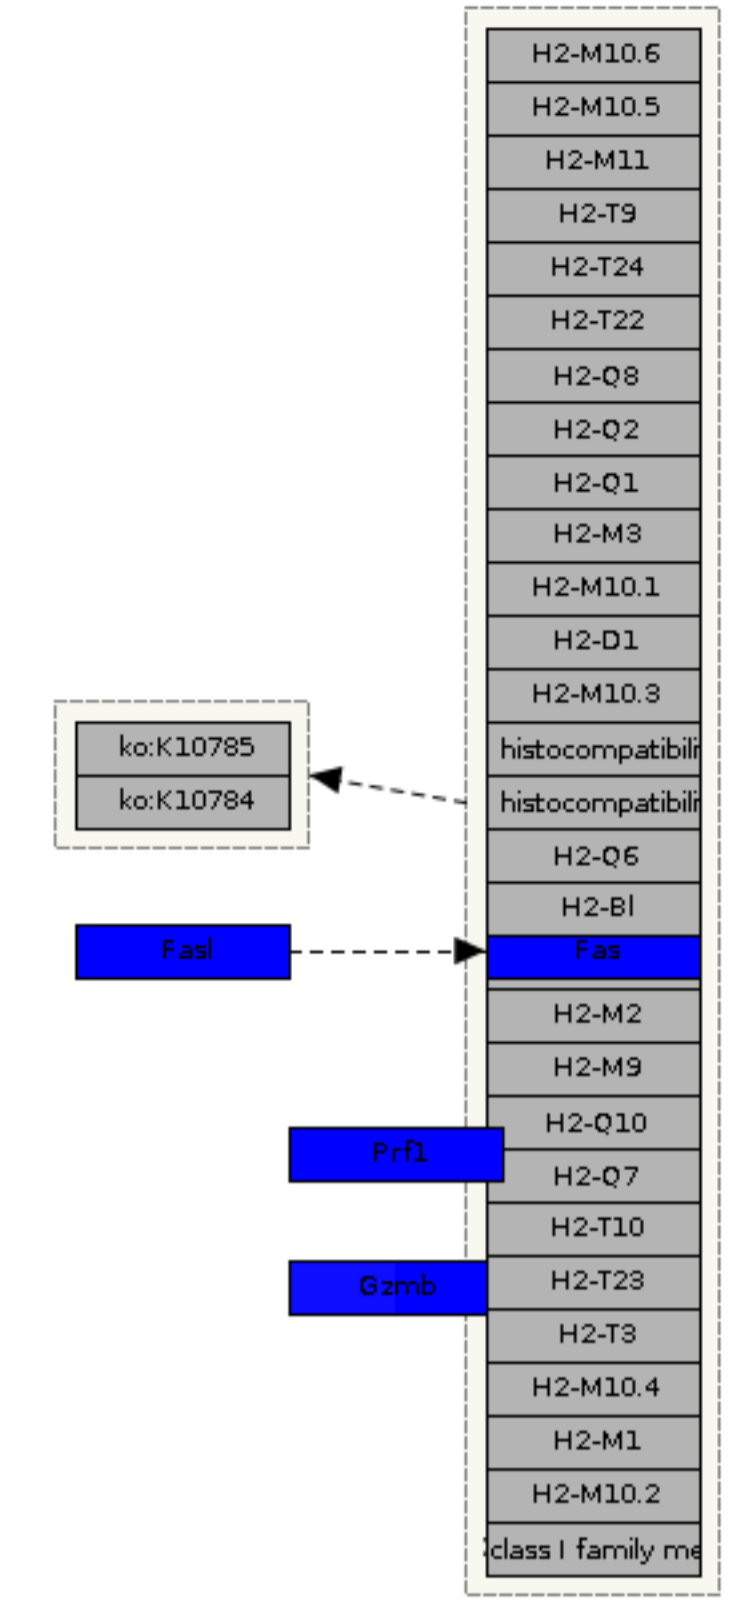 H2-M10.6
H2-M10.5
H2-M11
H2-T9
H2-T24
H2-T22
H2-Q8
H2-Q2
H2-Q1
H2-M3
H2-M10.1
H2-D1
H2-M10.3
ko:K10785
histocompatibili
ko:K10784
histocompatibili
H2-Q6
H2-Bl
Fasl
Fas
H2-M2
H2-M9
H2-Q10
Prf1
H2-Q7
H2-T10
H2-T23
Gzmb
H2-T3
H2-M10.4
H2-M1
H2-M10.2
class I family me